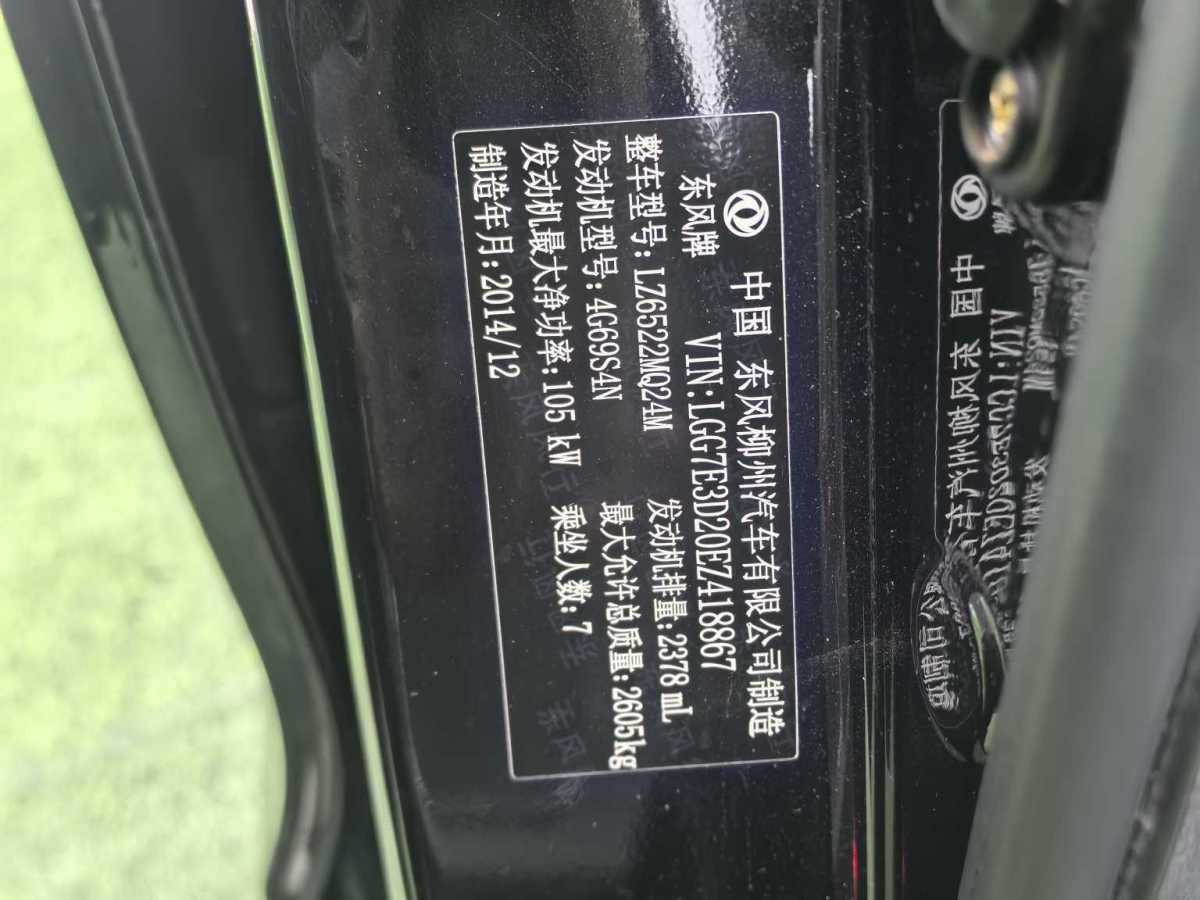 中国 东风柳州汽车有限公司制造
东风牌 VIN:LGG7E3D20EZ418867
整车型号:LZ6522MQ24M 发动机排量:2378 mL
发动机型号:4G69S4N 最大允许总质量:2605kg
发动机最大净功率:105 kW 乘坐人数:7
制造年月:2014/12